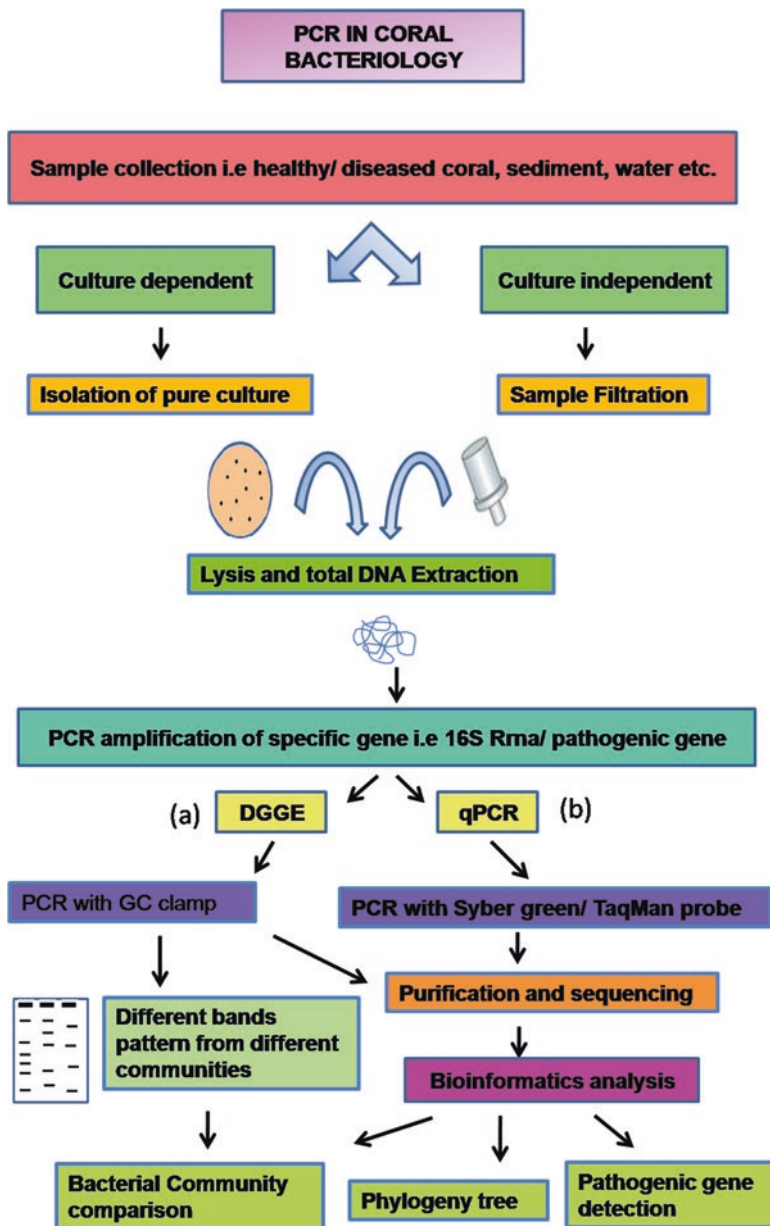 PCR IN CORAL
BACTERIOLOGY
Sample collection i.e healthy/ diseased coral, sediment, water etc.
Culture dependent
Culture independent
Isolation of pure culture
Sample Filtration
Lysis and total DNA Extraction
PCR amplification of specific gene i.e 16S Rrna/ pathogenic gene
(a)
DGGE
qPCR
(b)
PCR with GC clamp
PCR with Syber green/ TaqMan probe
Purification and sequencing
Different bands
pattern from different
communities
Bioinformatics analysis
Bacterial Community
comparison
Phylogeny tree
Pathogenic gene
detection